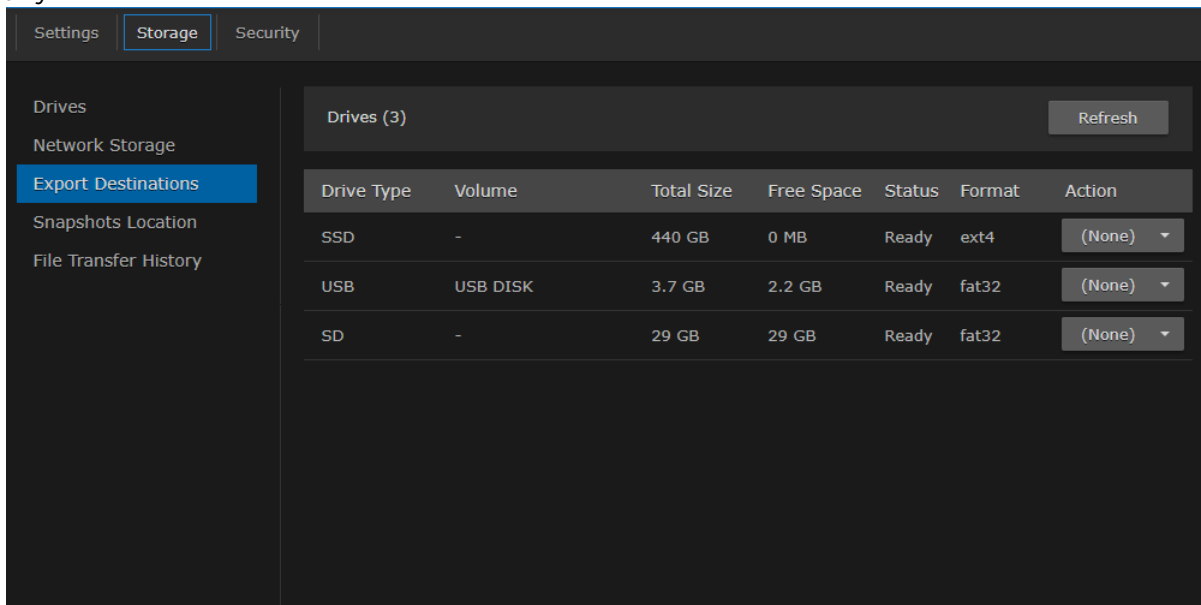 Settings Storage Security
Drives
Network Storage
Export Destinations
Snapshots Location
File Transfer History
Drives (3) Refresh
Drive Type Volume Total Size Free Space Status Format Action
SSD - 440 GB 0 MB Ready ext4 (None)
USB USB DISK 3.7 GB 2.2 GB Ready fat32 (None)
SD - 29 GB 29 GB Ready fat32 (None)